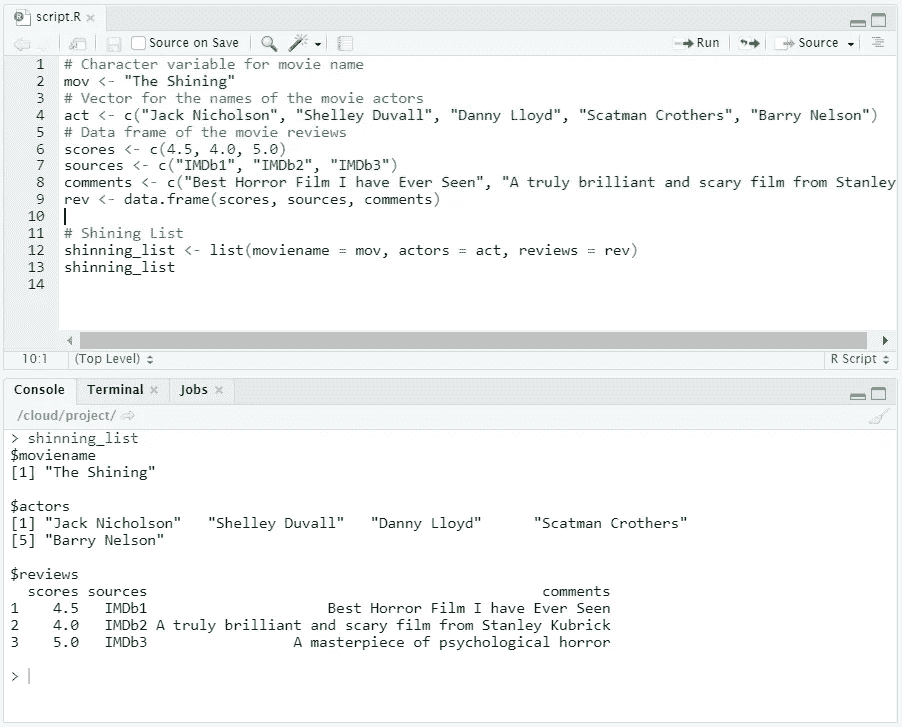 script.R
Source on Save Run Source
1 # Character variable for movie name
2 mov <- "The Shining"
3 # Vector for the names of the movie actors
4 act <- c("Jack Nicholson", "Shelley Duvall", "Danny Lloyd", "Scatman Crothers", "Barry Nelson")
5 # Data frame of the movie reviews
6 scores <- c(4.5, 4.0, 5.0)
7 sources <- c("IMDb1", "IMDb2", "IMDb3")
8 comments <- c("Best Horror Film I have Ever Seen", "A truly brilliant and scary film from Stanley
9 rev <- data.frame(scores, sources, comments)
10
11 # Shining List
12 shinning_list <- list(moviename = mov, actors = act, reviews = rev)
13 shinning_list
14
10:1 (Top Level) R Script
Console Terminal Jobs
/cloud/project/
> shinning_list
$moviename
[1] "The Shining"
$actors
[1] "Jack Nicholson" "Shelley Duvall" "Danny Lloyd" "Scatman Crothers"
[5] "Barry Nelson"
$reviews
scores sources comments
1 4.5 IMDb1 Best Horror Film I have Ever Seen
2 4.0 IMDb2 A truly brilliant and scary film from Stanley Kubrick
3 5.0 IMDb3 A masterpiece of psychological horror
>